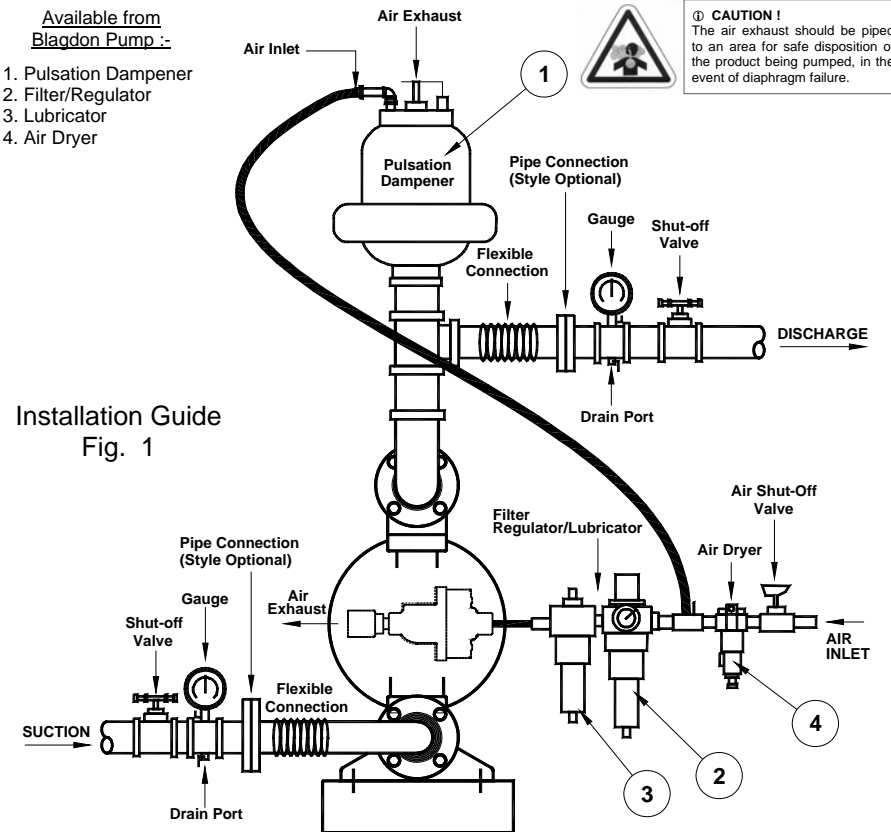 Available from
Blagdon Pump :-
1. Pulsation Dampener
2. Filter/Regulator
3. Lubricator
4. Air Dryer
Air Exhaust
Air Inlet
1
① CAUTION !
The air exhaust should be piped
to an area for safe disposition of
the product being pumped, in the
event of diaphragm failure.
Pulsation
Dampener
Pipe Connection
(Style Optional)
Gauge
Shut-off
Valve
Flexible
Connection
DISCHARGE
Drain Port
Installation Guide
Fig. 1
Filter
Regulator/Lubricator
Air Shut-Off
Valve
Air Dryer
AIR
INLET
Pipe Connection
(Style Optional)
Air
Exhaust
Gauge
Shut-off
Valve
Flexible
Connection
SUCTION
Drain Port
4
2
3